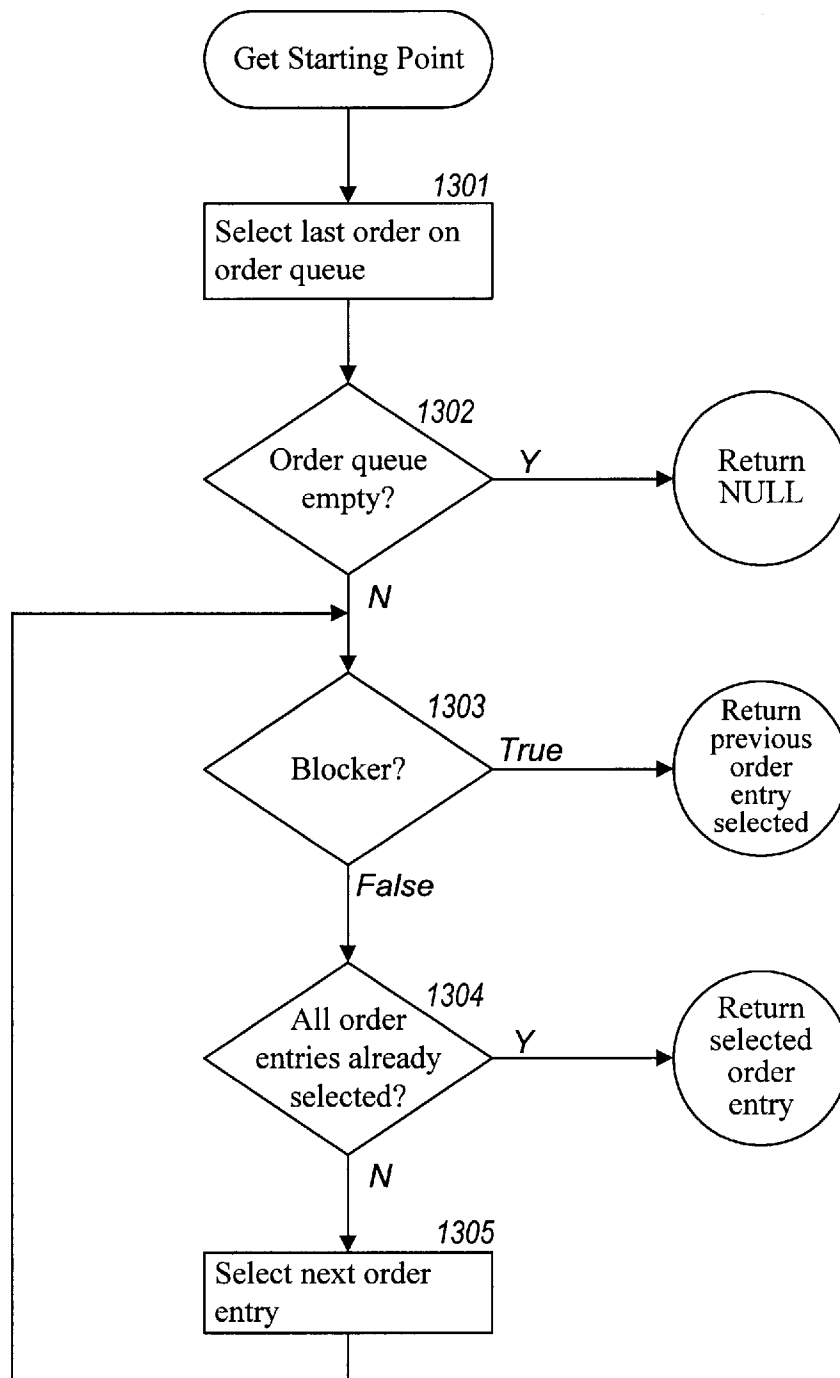 Get Starting Point
1301
Select last order on
order queue
1302
Order queue
empty?
Y
Return
NULL
N
1303
Blocker?
True
Return
previous
order
entry
selected
False
1304
All order
entries already
selected?
Y
Return
selected
order
entry
N
1305
Select next order
entry